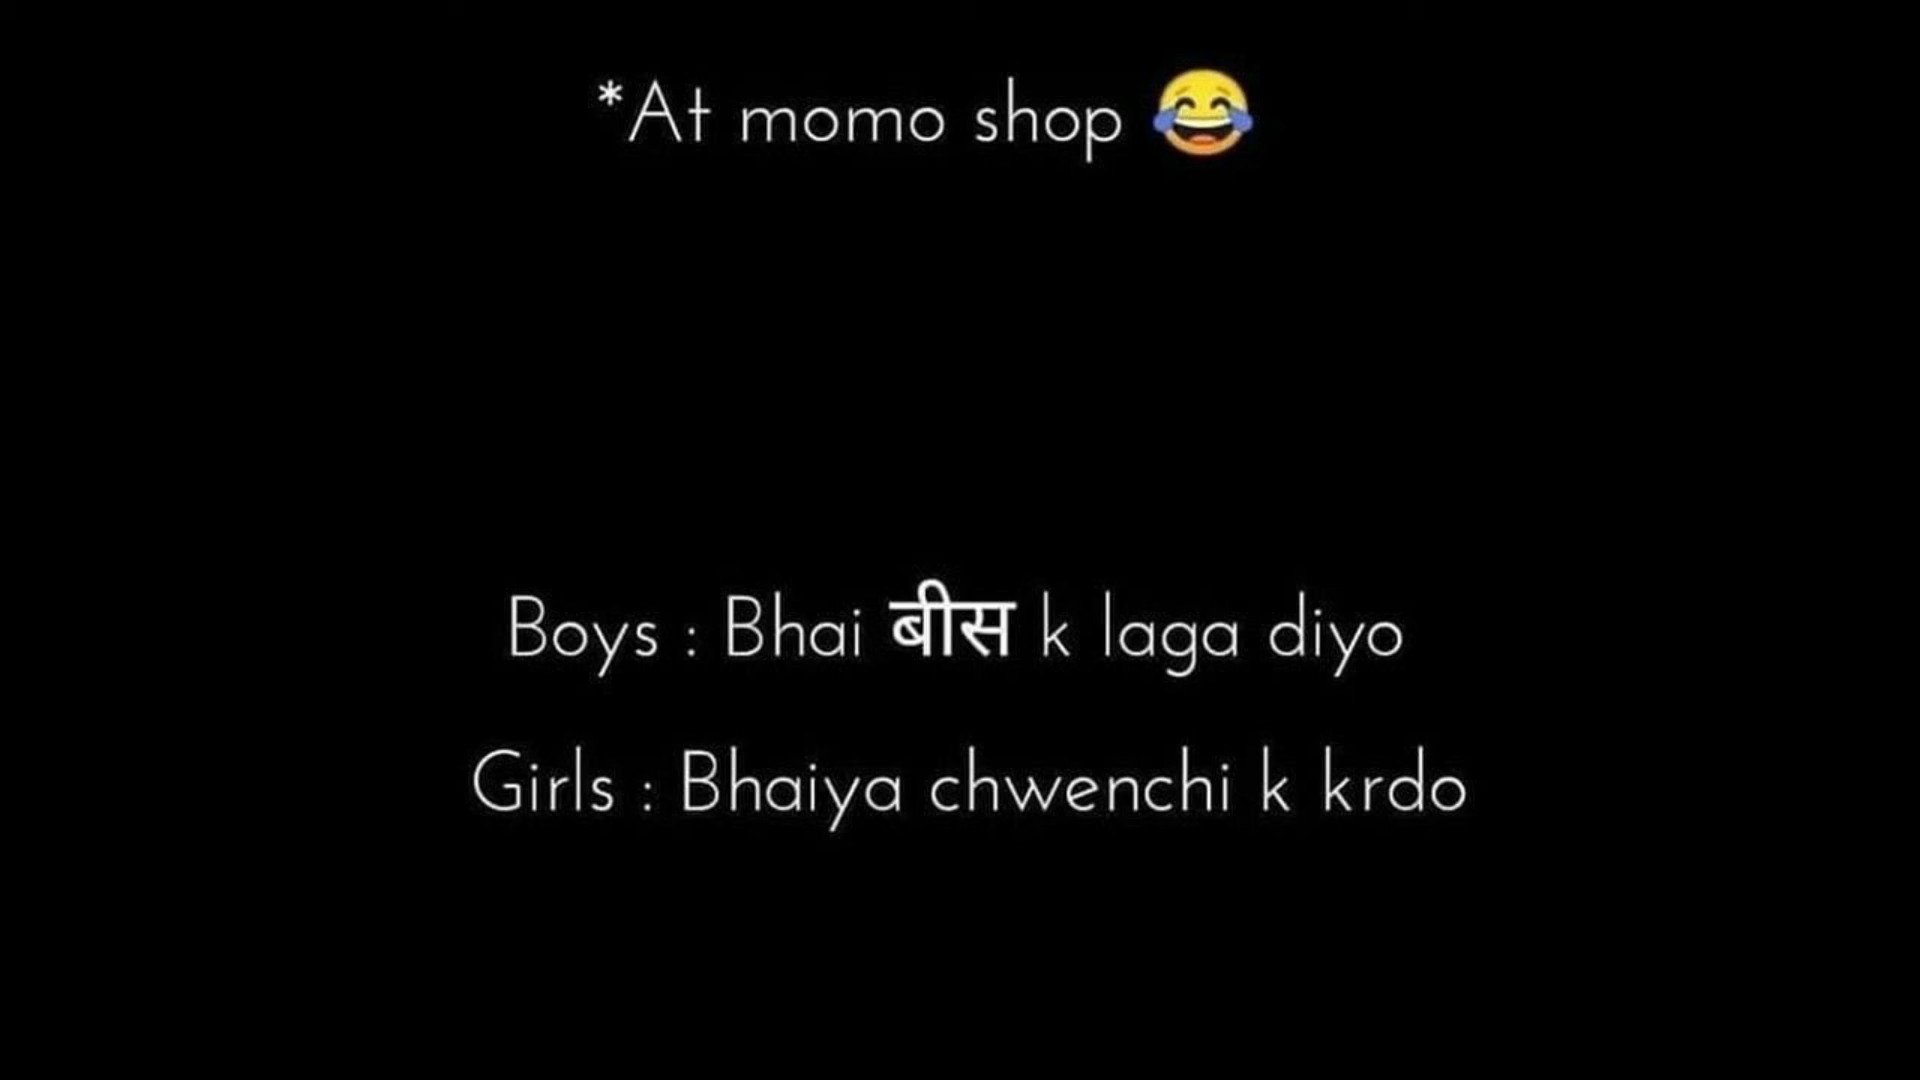 *At momo shop 😂
Boys : Bhai बीस k laga diyo
Girls : Bhaiya chwenchi k krdo